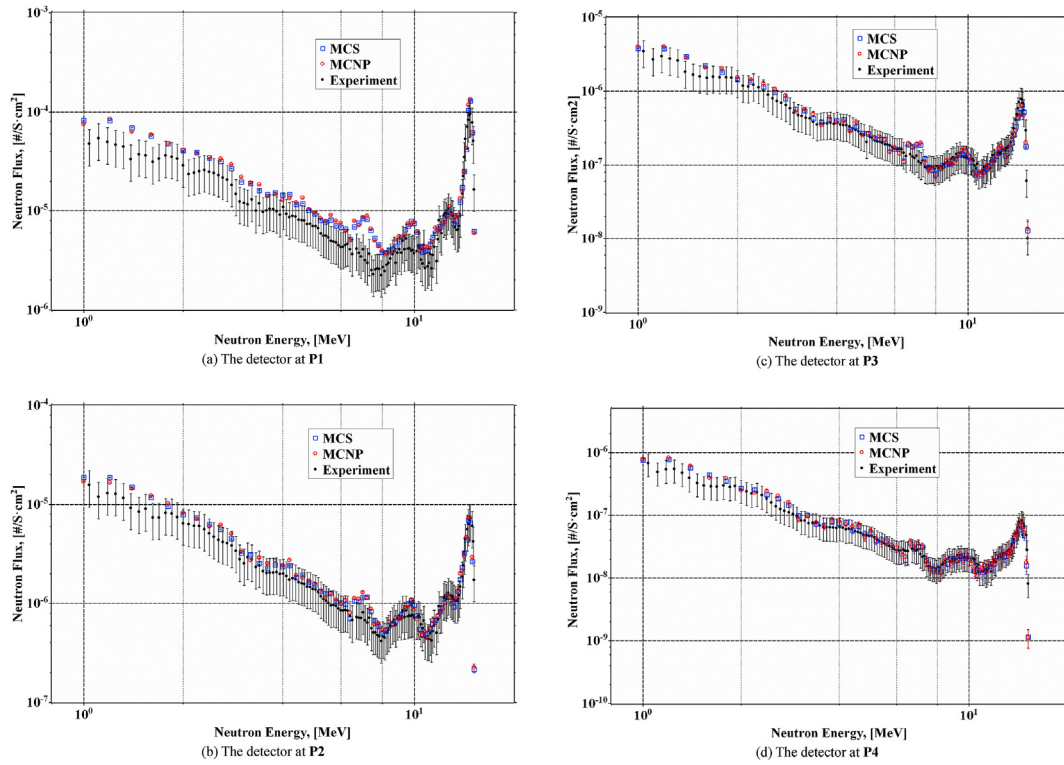 10⁻³
10⁻⁴
10⁻⁵
10⁻⁶
Neutron Flux, [#/S·cm²]
MCS
MCNP
Experiment
10⁰
10¹
Neutron Energy, [MeV]
(a) The detector at P1
10⁻⁵
10⁻⁶
10⁻⁷
10⁻⁸
10⁻⁹
Neutron Flux, [#/S·cm2]
MCS
MCNP
Experiment
10⁰
10¹
Neutron Energy, [MeV]
(c) The detector at P3
10⁻⁴
10⁻⁵
10⁻⁶
10⁻⁷
Neutron Flux, [#/S·cm²]
MCS
MCNP
Experiment
10⁰
10¹
Neutron Energy, [MeV]
(b) The detector at P2
10⁻⁶
10⁻⁷
10⁻⁸
10⁻⁹
10⁻¹⁰
Neutron Flux, [#/S·cm²]
MCS
MCNP
Experiment
10⁰
10¹
Neutron Energy, [MeV]
(d) The detector at P4